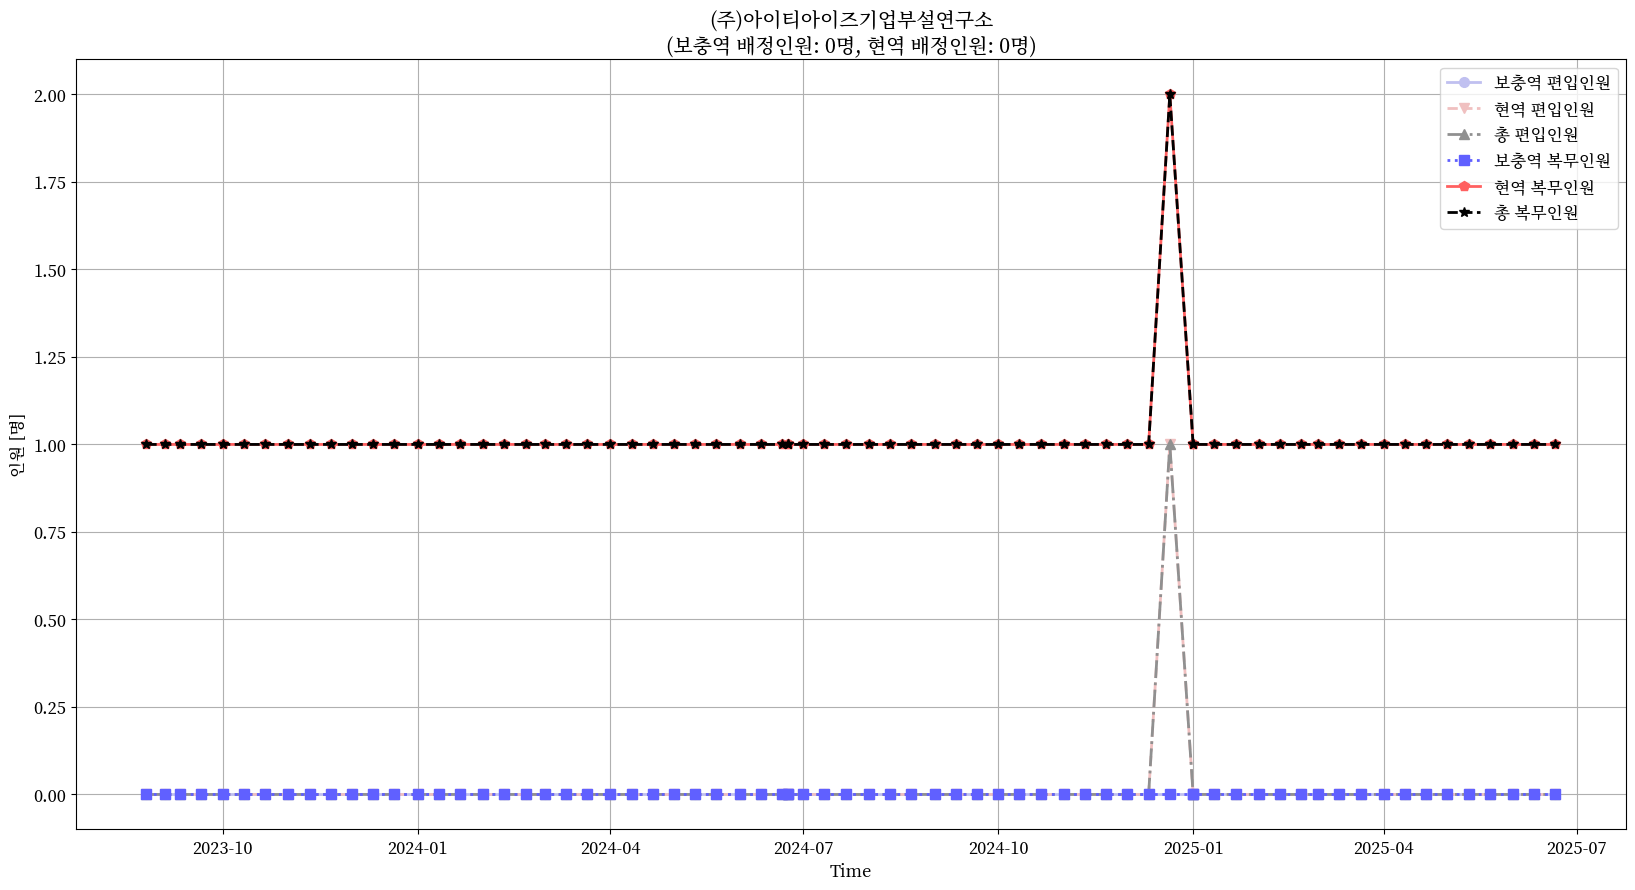 (주)아이티아이즈기업부설연구소
(보충역 배정인원: 0명, 현역 배정인원: 0명)
보충역 편입인원
현역 편입인원
총 편입인원
보충역 복무인원
현역 복무인원
총 복무인원
인원 [명]
2.00
1.75
1.50
1.25
1.00
0.75
0.50
0.25
0.00
2023-10 2024-01 2024-04 2024-07 2024-10 2025-01 2025-04 2025-07
Time